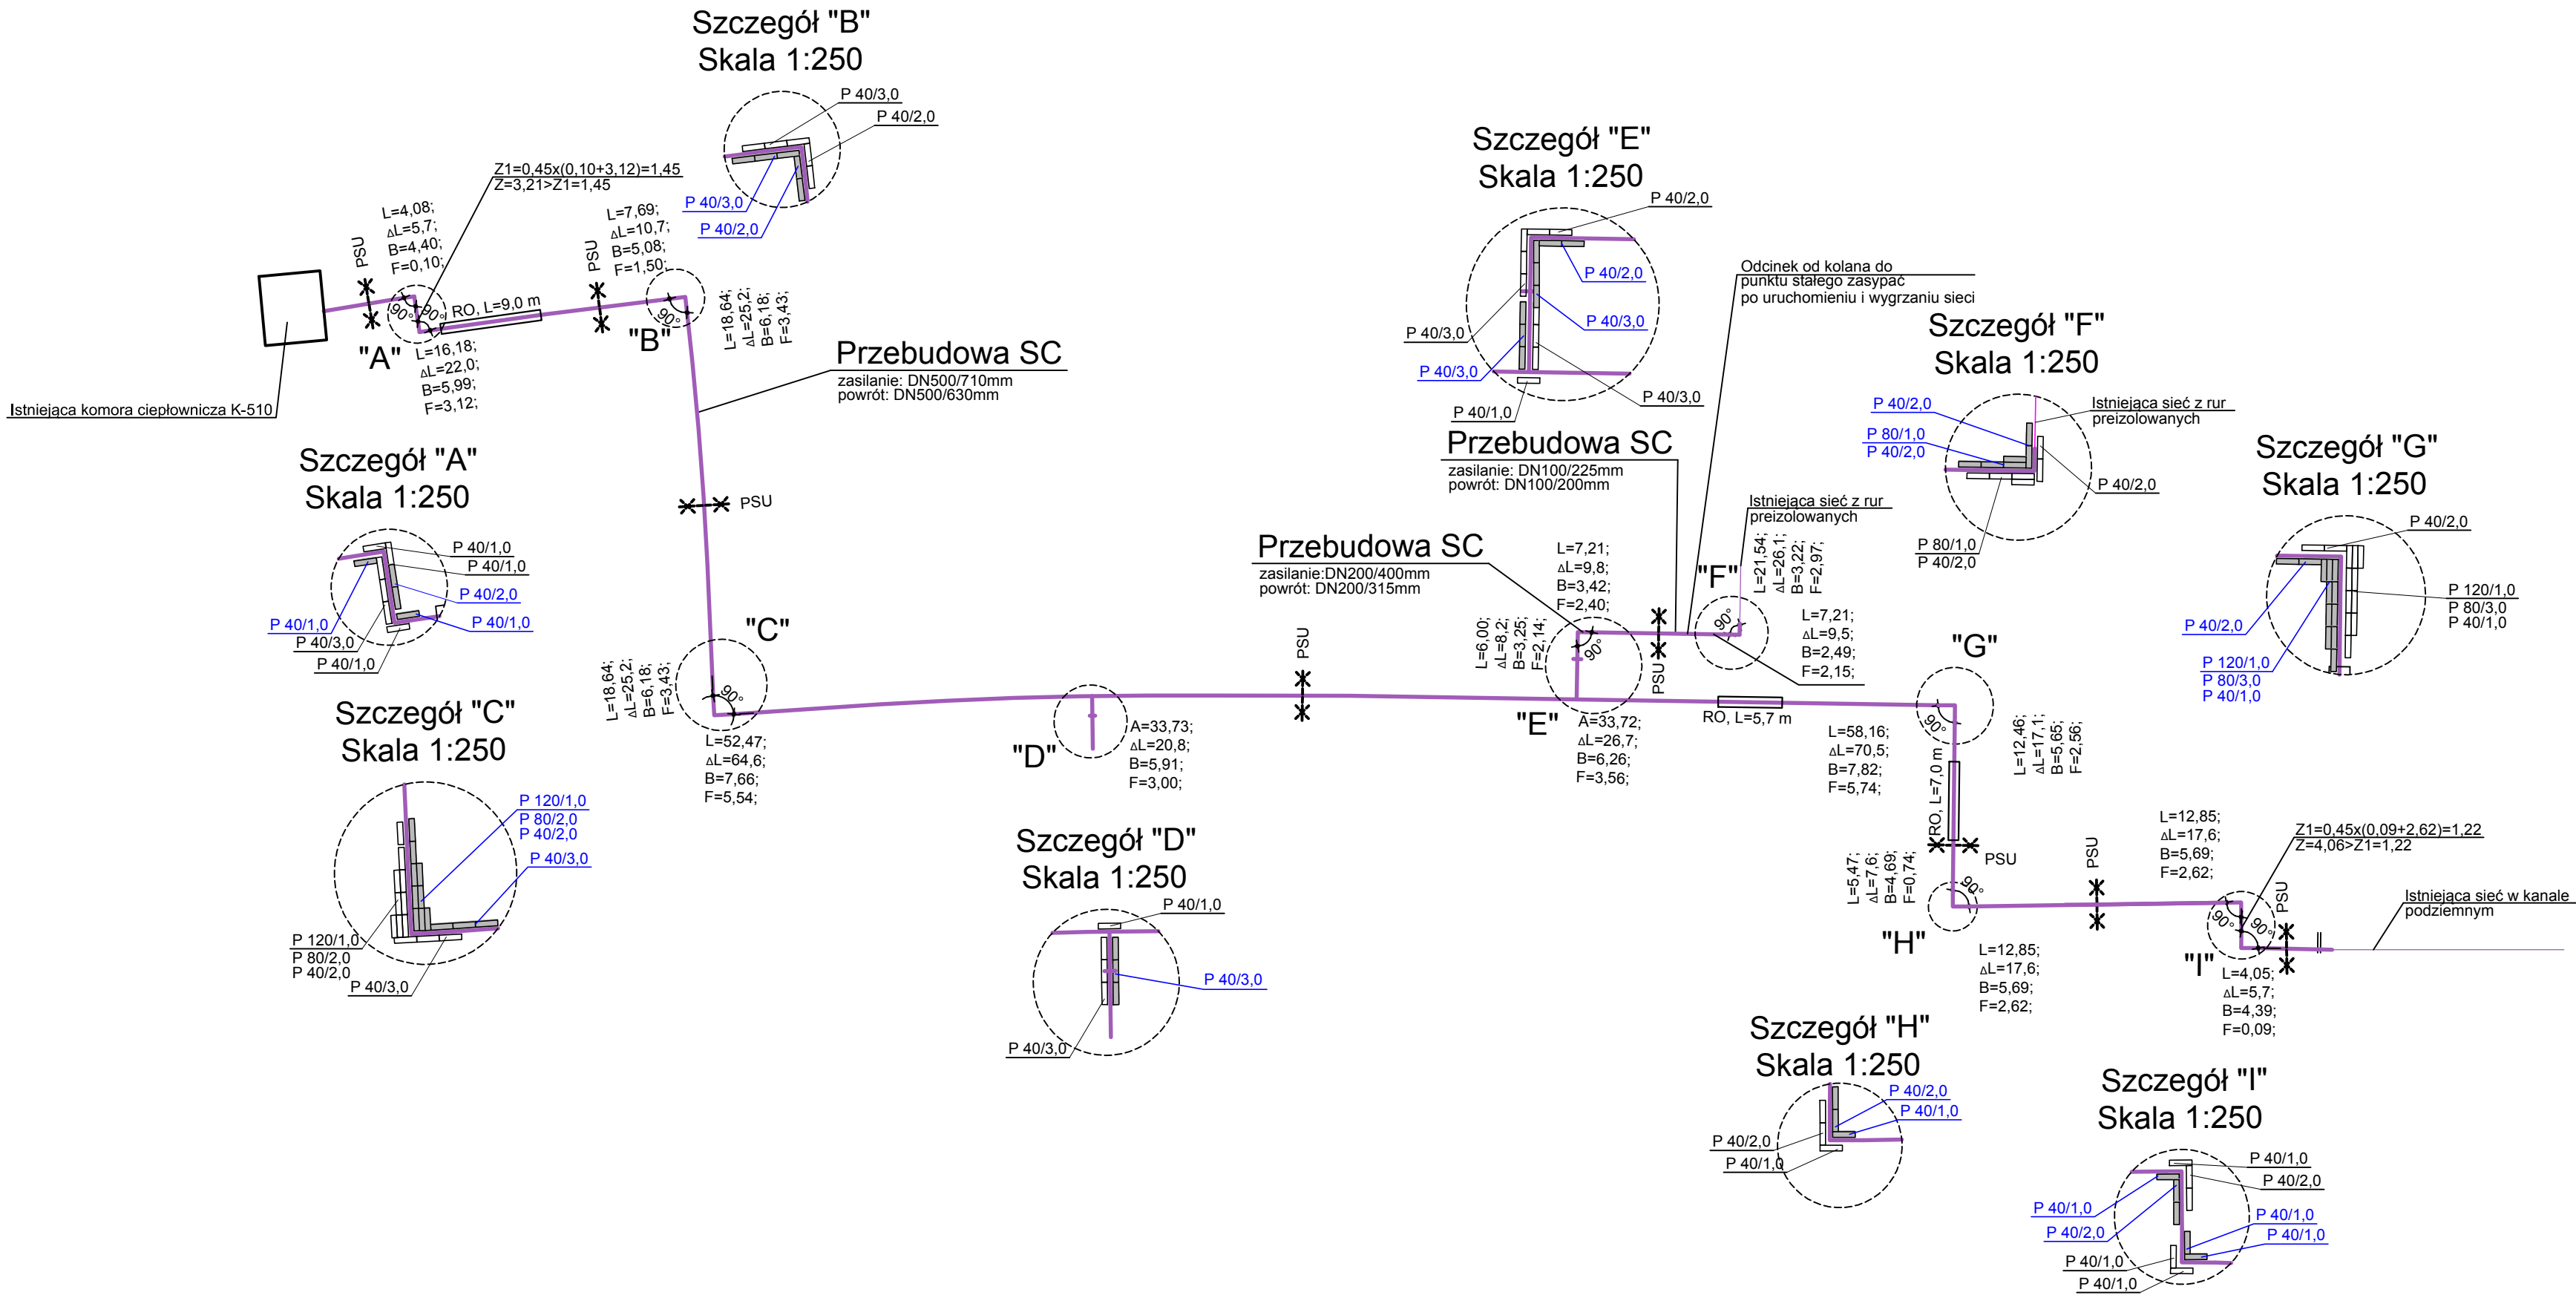 Szczegół "B"
Skala 1:250
P 40/3,0
P 40/2,0
P 40/3,0
P 40/2,0
Z1=0,45x(0,10+3,12)=1,45
Z=3,21>Z1=1,45
L=4,08;
ΔL=5,7;
B=4,40;
F=0,10;
PSU
L=7,69;
ΔL=10,7;
B=5,08;
F=1,50;
PSU
90°
90°
RO, L=9,0 m
90°
"A"
"B"
L=16,18;
ΔL=22,0;
B=5,99;
F=3,12;
L=18,64;
ΔL=25,2;
B=6,18;
F=3,43;
Istniejąca komora ciepłownicza K-510
Przebudowa SC
zasilanie: DN500/710mm
powrót: DN500/630mm
Szczegół "A"
Skala 1:250
P 40/1,0
P 40/1,0
P 40/2,0
P 40/1,0
P 40/1,0
P 40/3,0
P 40/1,0
PSU
Szczegół "C"
Skala 1:250
P 120/1,0
P 80/2,0
P 40/2,0
P 40/3,0
P 120/1,0
P 80/2,0
P 40/2,0
P 40/3,0
"C"
90°
L=18,64;
ΔL=25,2;
B=6,18;
F=3,43;
L=52,47;
ΔL=64,6;
B=7,66;
F=5,54;
"D"
A=33,73;
ΔL=20,8;
B=5,91;
F=3,00;
Szczegół "D"
Skala 1:250
P 40/1,0
P 40/3,0
P 40/3,0
PSU
Szczegół "E"
Skala 1:250
P 40/2,0
P 40/2,0
P 40/3,0
P 40/3,0
P 40/3,0
P 40/3,0
P 40/1,0
Odcinek od kolana do
punktu stałego zasypać
po uruchomieniu i wygrzaniu sieci
Przebudowa SC
zasilanie: DN100/225mm
powrót: DN100/200mm
Istniejąca sieć z rur
preizolowanych
Przebudowa SC
zasilanie:DN200/400mm
powrót: DN200/315mm
L=7,21;
ΔL=9,8;
B=3,42;
F=2,40;
L=6,00;
ΔL=8,2;
B=3,25;
F=2,14;
90°
PSU
"F"
90°
L=21,54;
ΔL=26,1;
B=3,22;
F=2,97;
L=7,21;
ΔL=9,5;
B=2,49;
F=2,15;
"E"
A=33,72;
ΔL=26,7;
B=6,26;
F=3,56;
RO, L=5,7 m
Szczegół "F"
Skala 1:250
P 40/2,0
P 80/1,0
P 40/2,0
Istniejąca sieć z rur
preizolowanych
P 40/2,0
P 80/1,0
P 40/2,0
Szczegół "G"
Skala 1:250
P 40/2,0
P 120/1,0
P 80/3,0
P 40/1,0
P 40/2,0
P 120/1,0
P 80/3,0
P 40/1,0
"G"
90°
L=58,16;
ΔL=70,5;
B=7,82;
F=5,74;
L=12,46;
ΔL=17,1;
B=5,65;
F=2,56;
RO, L=7,0 m
PSU
L=5,47;
ΔL=7,6;
B=4,69;
F=0,74;
90°
"H"
L=12,85;
ΔL=17,6;
B=5,69;
F=2,62;
PSU
L=12,85;
ΔL=17,6;
B=5,69;
F=2,62;
Z1=0,45x(0,09+2,62)=1,22
Z=4,06>Z1=1,22
PSU
90°
90°
"I"
L=4,05;
ΔL=5,7;
B=4,39;
F=0,09;
Istniejąca sieć w kanale
podziemnym
Szczegół "H"
Skala 1:250
P 40/2,0
P 40/1,0
P 40/2,0
P 40/1,0
Szczegół "I"
Skala 1:250
P 40/1,0
P 40/2,0
P 40/1,0
P 40/2,0
P 40/1,0
P 40/1,0
P 40/1,0
P 40/1,0